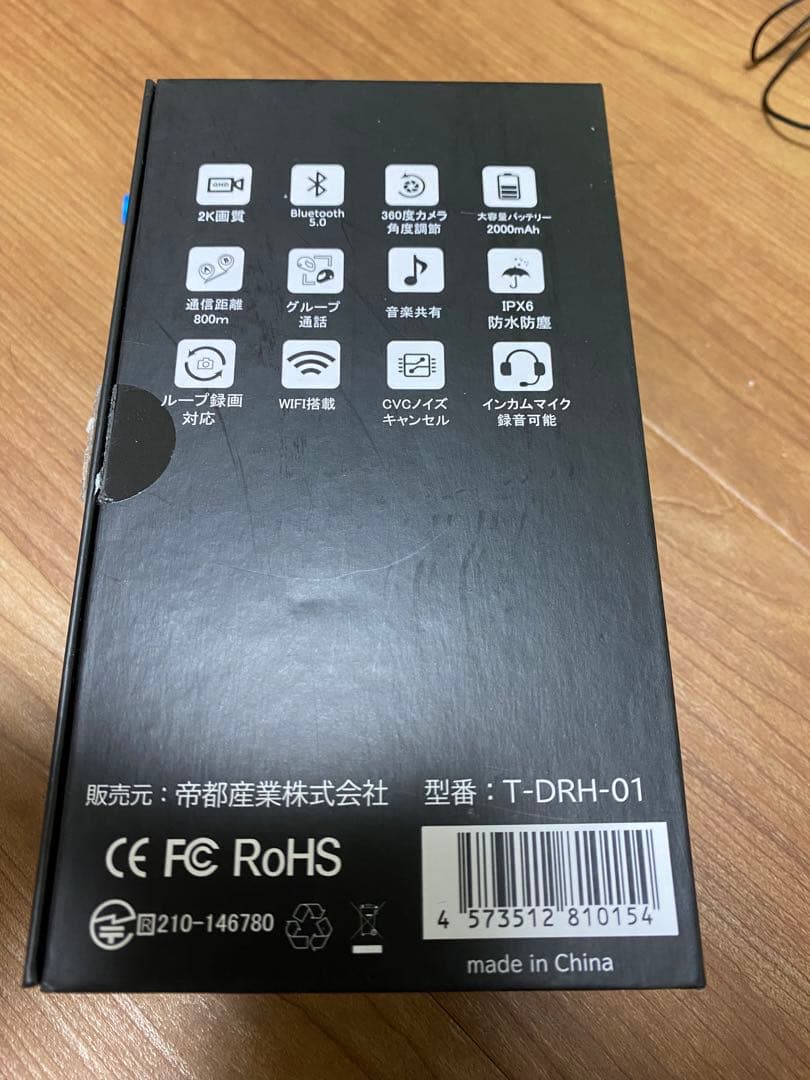 QHD
2K画質
Bluetooth
5.0
360度カメラ
角度調節
大容量バッテリー
2000mAh
A B
通信距離
800m
グループ
通話
音楽共有
IPX6
防水防塵
ループ録画
対応
WIFI搭載
CVCノイズ
キャンセル
インカムマイク
録音可能
販売元：帝都産業株式会社 型番：T-DRH-01
CE FC RoHS
R 210-146780
4 573512 810154
made in China